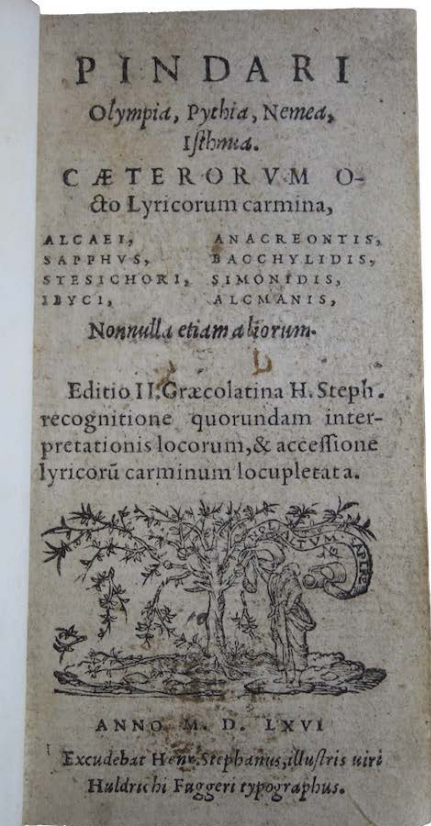 PINDARI
Olympia, Pythia, Nemea,
Iſthmia.
CÆTERORVM O-
cto Lyricorum carmina,
ALCAEI, ANACREONTIS,
SAPPHVS, BACCHYLIDIS,
STESICHORI, SIMONIDIS,
IBYCI, ALCMANIS,
Nonnulla etiam aliorum.
Editio II. Græcolatina H. Steph.
recognitione quorundam inter-
pretationis locorum, & acceſſione
lyricorū carminum locupletata.
ANNO M. D. LXVI
Excudebat Henr. Stephanus, illuſtris uiri
Huldrichi Fuggeri typographus.